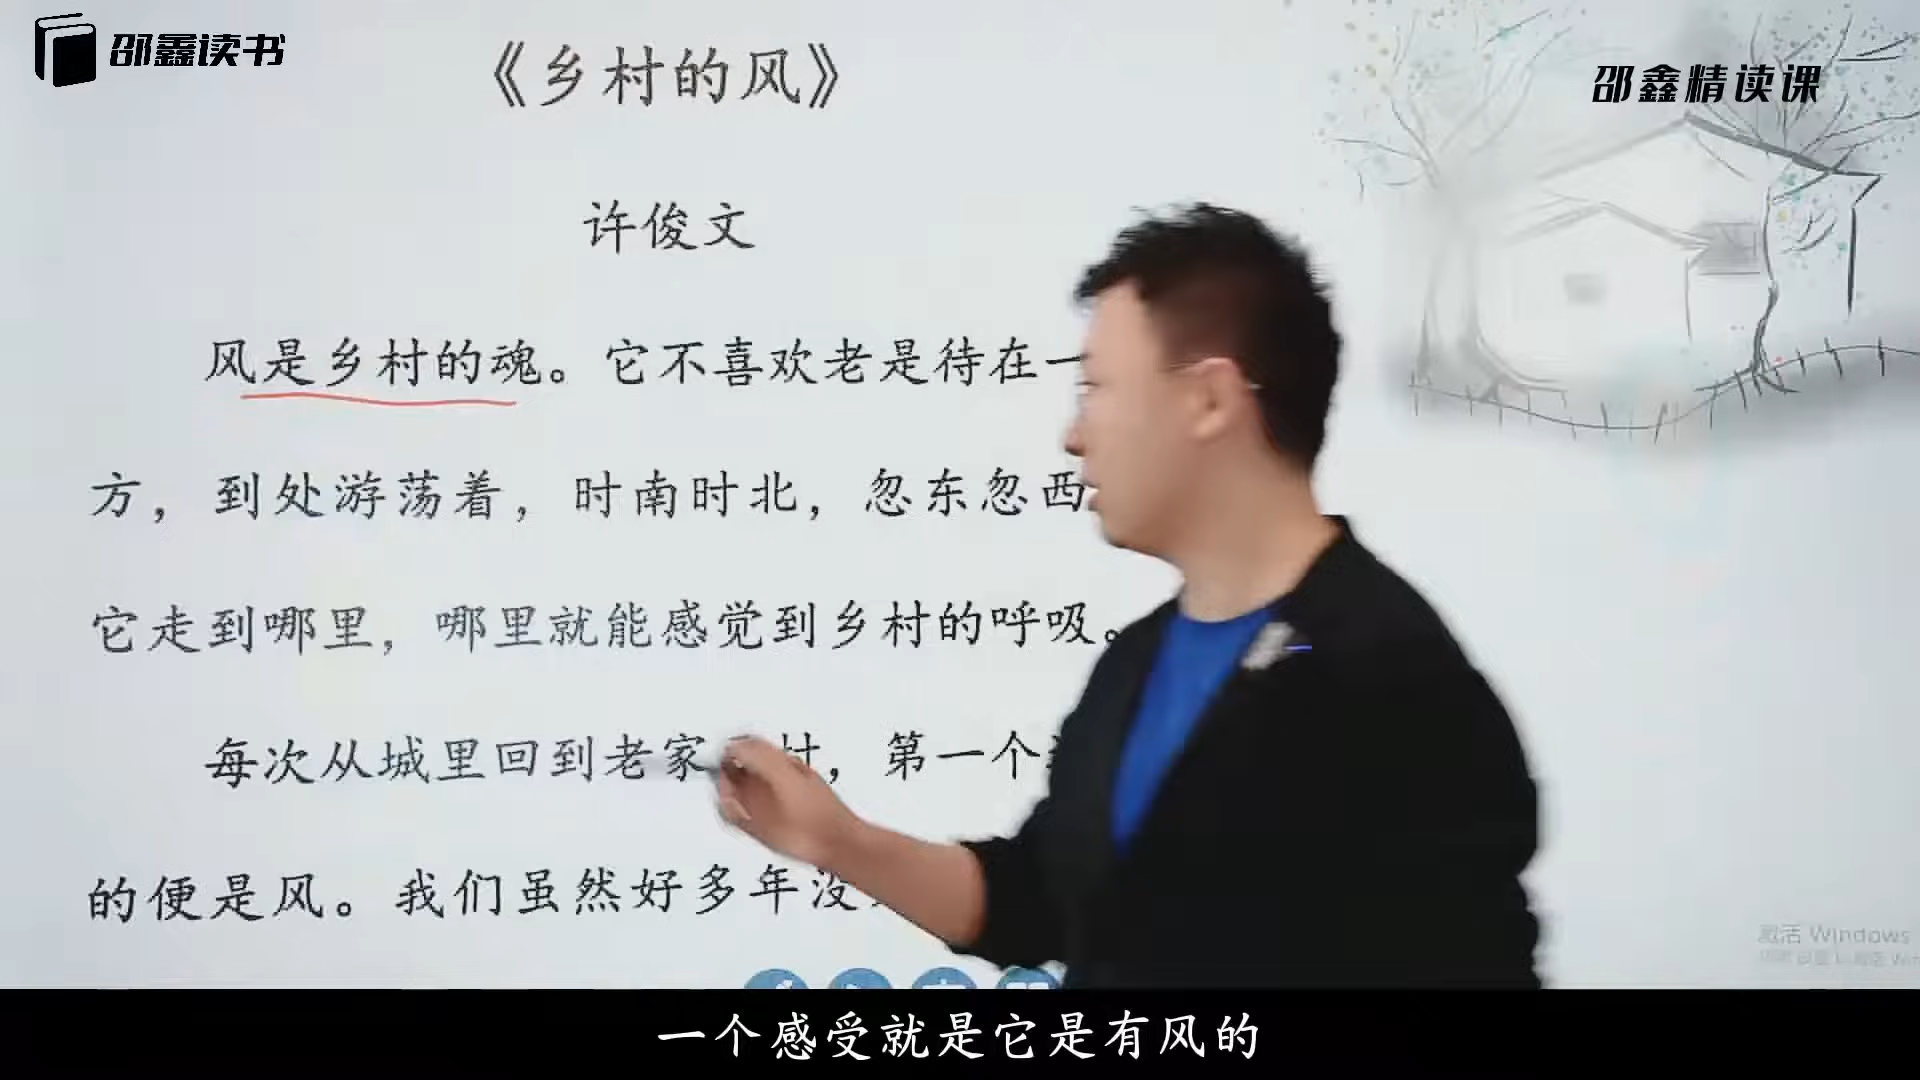 邵鑫读书
《乡村的风》
邵鑫精读课
许俊文
风是乡村的魂。它不喜欢老是待在一
方，到处游荡着，时南时北，忽东忽西
它走到哪里，哪里就能感觉到乡村的呼吸。
每次从城里回到老家 村，第一个
的便是风。我们虽然好多年没
激活 Windows
一个感受就是它是有风的